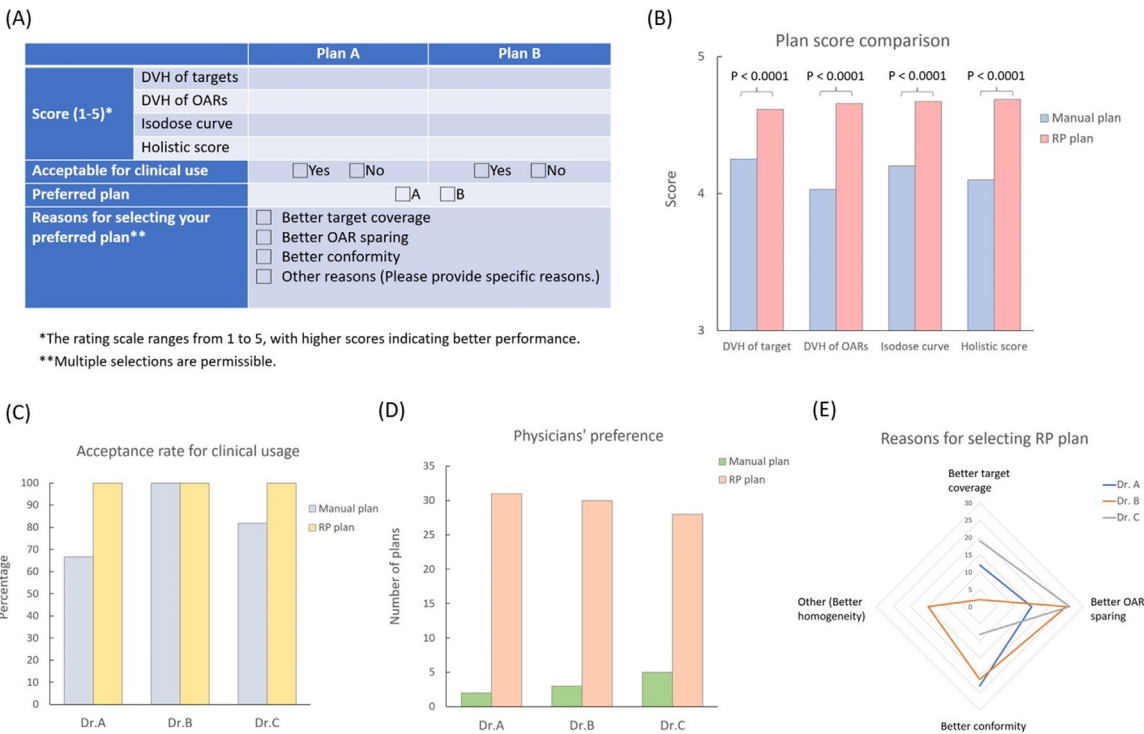 (A)
Plan A Plan B
Score (1-5)*
DVH of targets
DVH of OARs
Isodose curve
Holistic score
Acceptable for clinical use Yes No Yes No
Preferred plan A B
Reasons for selecting your
preferred plan**
Better target coverage
Better OAR sparing
Better conformity
Other reasons (Please provide specific reasons.)
*The rating scale ranges from 1 to 5, with higher scores indicating better performance.
**Multiple selections are permissible.
(B)
Plan score comparison
5
4
3
Score
P < 0.0001 P < 0.0001 P < 0.0001 P < 0.0001
DVH of target DVH of OARs Isodose curve Holistic score
Manual plan
RP plan
(C)
Acceptance rate for clinical usage
100
90
80
70
60
50
40
30
20
10
0
Percentage
Dr.A Dr.B Dr.C
Manual plan
RP plan
(D)
Physicians' preference
35
30
25
20
15
10
5
0
Number of plans
Dr.A Dr.B Dr.C
Manual plan
RP plan
(E)
Reasons for selecting RP plan
Better target
coverage
30
25
20
15
10
5
0
Other (Better
homogeneity)
Better OAR
sparing
Better conformity
Dr. A
Dr. B
Dr. C